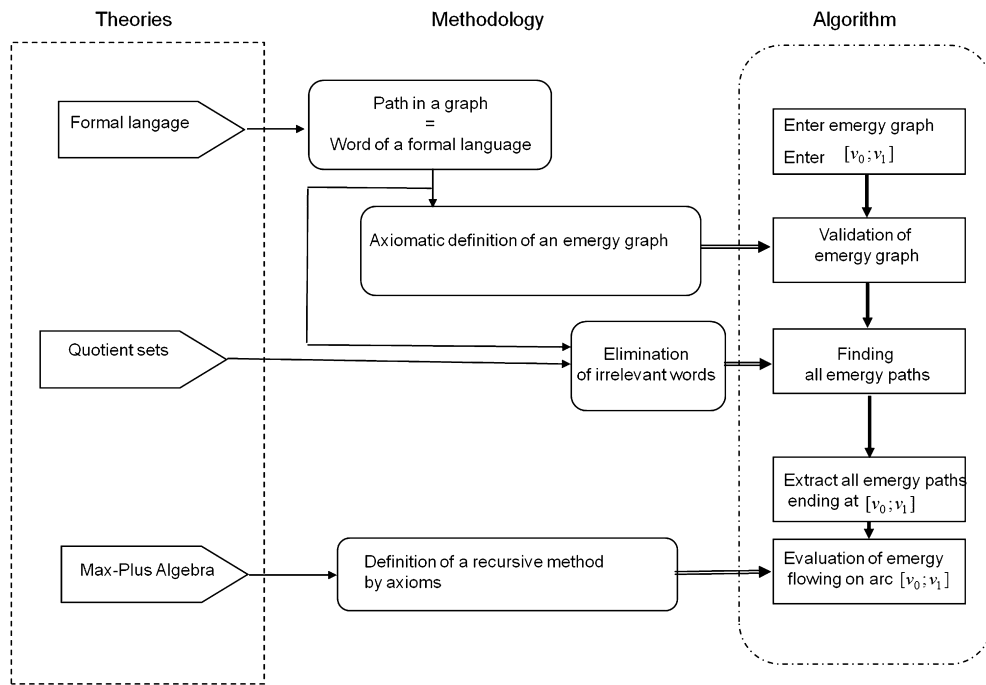 Theories
Methodology
Algorithm
Formal langage
Path in a graph
=
Word of a formal language
Enter emergy graph
Enter [v0;v1]
Axiomatic definition of an emergy graph
Validation of
emergy graph
Quotient sets
Elimination
of irrelevant words
Finding
all emergy paths
Extract all emergy paths
ending at [v0;v1]
Max-Plus Algebra
Definition of a recursive method
by axioms
Evaluation of emergy
flowing on arc [v0;v1]